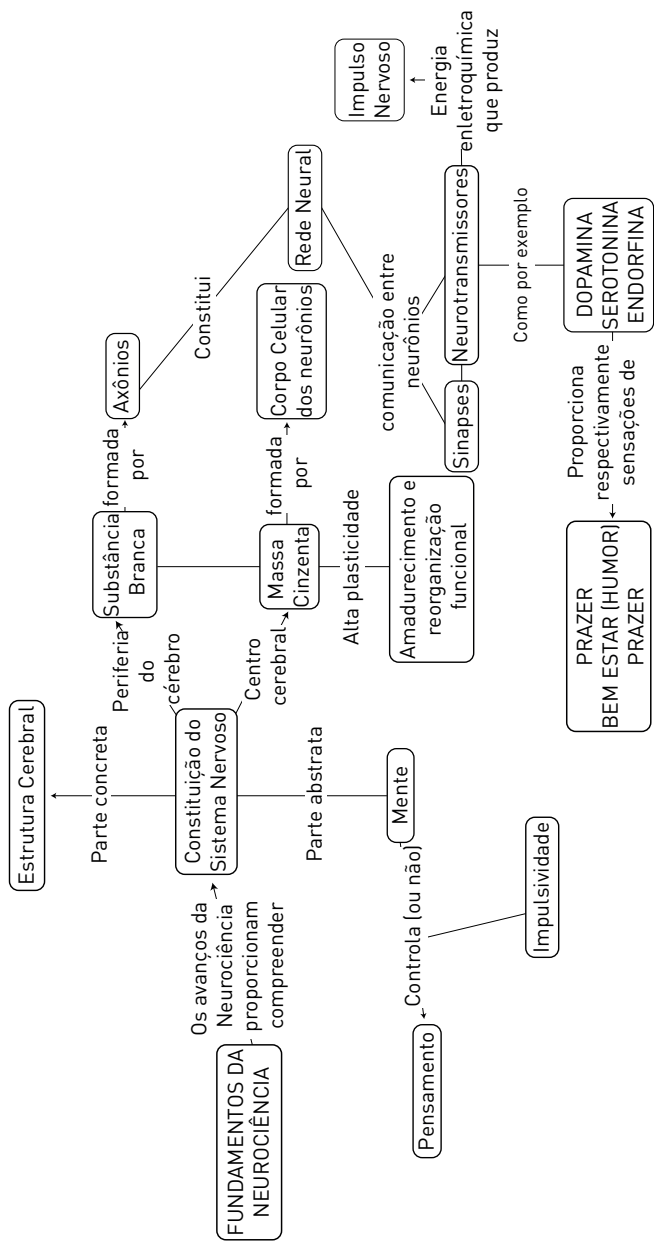 FUNDAMENTOS DA
NEUROCIÊNCIA
Os avanços da
Neurociência
proporcionam
compreender
Constituição do
Sistema Nervoso
Parte concreta
Estrutura Cerebral
Periferia
do
cérebro
Substância
Branca
formada
por
Axônios
Constitui
Rede Neural
Centro
cerebral
Massa
Cinzenta
formada
por
Corpo Celular
dos neurônios
Alta plasticidade
Amadurecimento e
reorganização
funcional
comunicação entre
neurônios
Sinapses
Neurotransmissores
Energia
enletroquímica
que produz
Impulso
Nervoso
Como por exemplo
DOPAMINA
SEROTONINA
ENDORFINA
Proporciona
respectivamente
sensações de
PRAZER
BEM ESTAR (HUMOR)
PRAZER
Parte abstrata
Mente
Controla (ou não)
Pensamento
Impulsividade